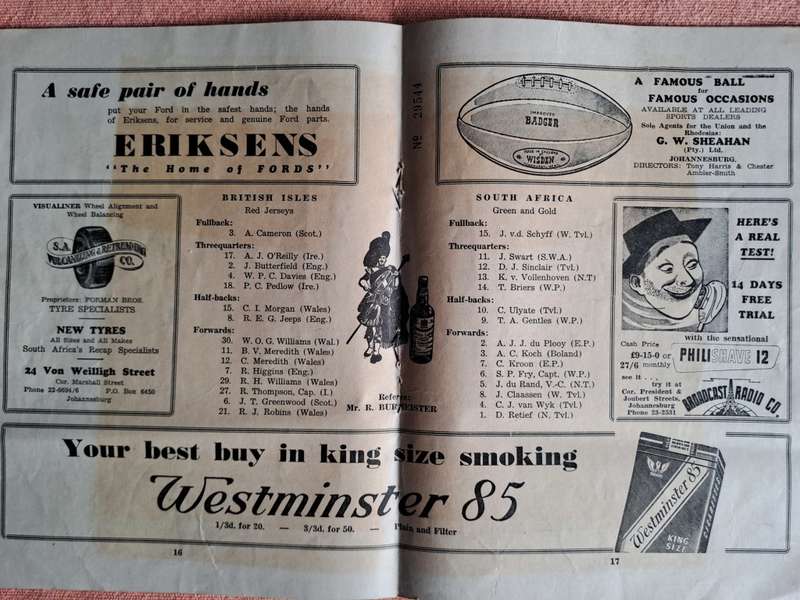 A safe pair of hands
put your Ford in the safest hands; the hands
of Eriksens, for service and genuine Ford parts.
ERIKSENS
"The Home of FORDS"
VISUALINER Wheel Alignment and
Wheel Balancing
S.A.
VULCANIZING & RETREADING
CO.
Proprietors: FORMAN BROS.
TYRE SPECIALISTS
NEW TYRES
All Sizes and All Makes
South Africa's Recap Specialists
24 Von Weilligh Street
Cor. Marshall Street
Phone 22-6696/6 P.O. Box 6450
Johannesburg
BRITISH ISLES
Red Jerseys
Fullback:
3. A. Cameron (Scot.)
Threequarters:
17. A. J. O'Reilly (Ire.)
2. J. Butterfield (Eng.)
4. W. P. C. Davies (Eng.)
18. P. C. Pedlow (Ire.)
Half-backs:
15. C. I. Morgan (Wales)
8. R. E. G. Jeeps (Eng.)
Forwards:
30. W. O. G. Williams (Wal.)
11. B. V. Meredith (Wales)
12. C. Meredith (Wales)
7. R. Higgins (Eng.)
29. R. H. Williams (Wales)
27. R. Thompson, Cap. (I.)
6. J. T. Greenwood (Scot.)
21. R. J. Robins (Wales)
Referee:
Mr. R. BURMEISTER
No 29544
IMPROVED
BADGER
MADE IN ENGLAND
WISDEN
A FAMOUS BALL
for
FAMOUS OCCASIONS
AVAILABLE AT ALL LEADING
SPORTS DEALERS
Sole Agents for the Union and the
Rhodesias:
G. W. SHEAHAN
(Pty.) Ltd.
JOHANNESBURG.
DIRECTORS: Tony Harris & Chester
Ambler-Smith
SOUTH AFRICA
Green and Gold
Fullback:
15. J. v.d. Schyff (W. Tvl.)
Threequarters:
11. J. Swart (S.W.A.)
12. D. J. Sinclair (Tvl.)
13. K. v. Vollenhoven (N.T)
14. T. Briers (W.P.)
Half-backs:
10. C. Ulyate (Tvl.)
9. T. A. Gentles (W.P.)
Forwards:
2. A. J. J. du Plooy (E.P.)
3. A. C. Koch (Boland)
7. C. Kroon (E.P.)
6. S. P. Fry, Capt. (W.P.)
5. J. du Rand, V.-C. (N.T.)
8. J. Claassen (W. Tvl.)
4. C. J. van Wyk (Tvl.)
1. D. Retief (N. Tvl.)
HERE'S
A REAL
TEST!
14 DAYS
FREE
TRIAL
with the sensational
Cash Price
£9-15-0 or
27/6 monthly
PHILISHAVE 12
see it . . .
try it at
Cor. President &
Joubert Streets,
Johannesburg
Phone 23-2531
BROADCAST RADIO CO.
Your best buy in king size smoking
Westminster 85
1/3d. for 20. — 3/3d. for 50. — Plain and Filter
Westminster 85
KING
SIZE
16
17